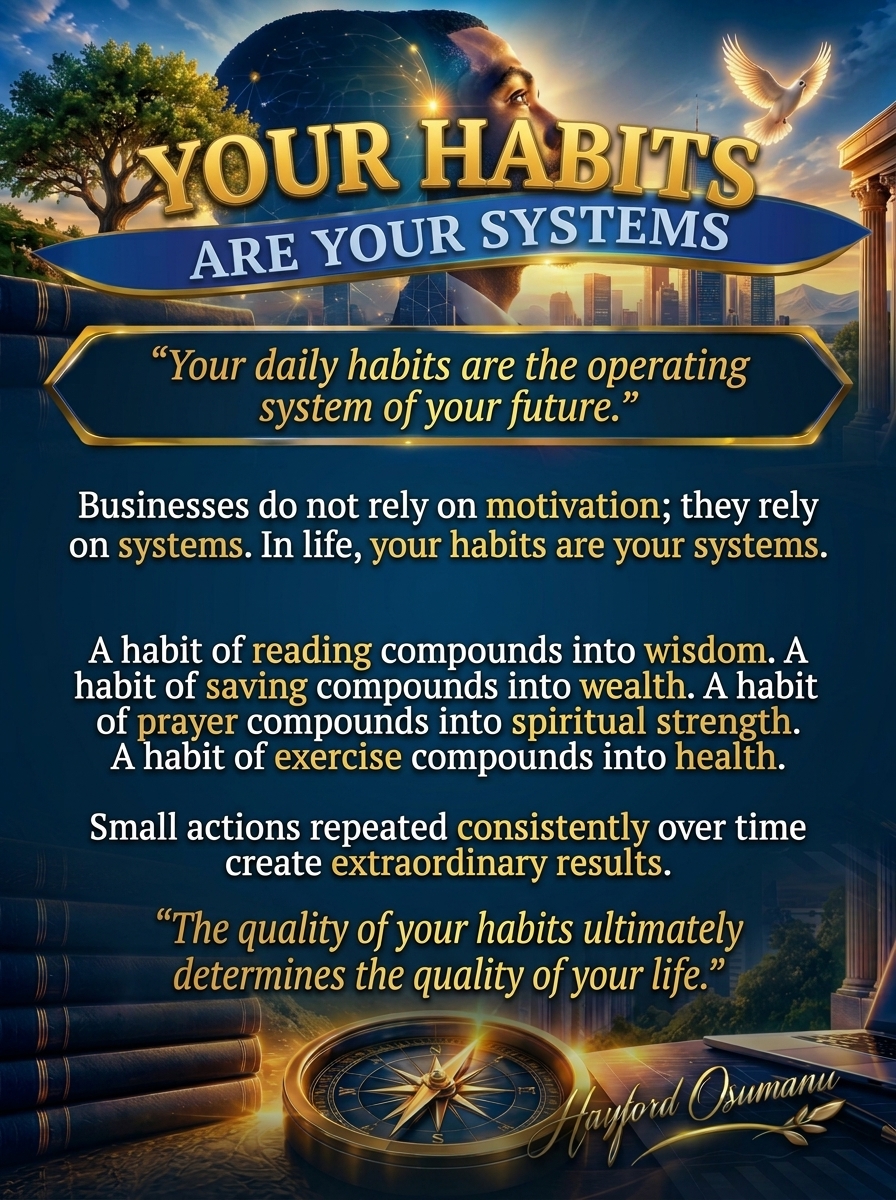 YOUR HABITS
ARE YOUR SYSTEMS
“Your daily habits are the operating
system of your future.”
Businesses do not rely on motivation; they rely
on systems. In life, your habits are your systems.
A habit of reading compounds into wisdom. A
habit of saving compounds into wealth. A habit
of prayer compounds into spiritual strength.
A habit of exercise compounds into health.
Small actions repeated consistently over time
create extraordinary results.
“The quality of your habits ultimately
determines the quality of your life.”
Hayford Osumanu